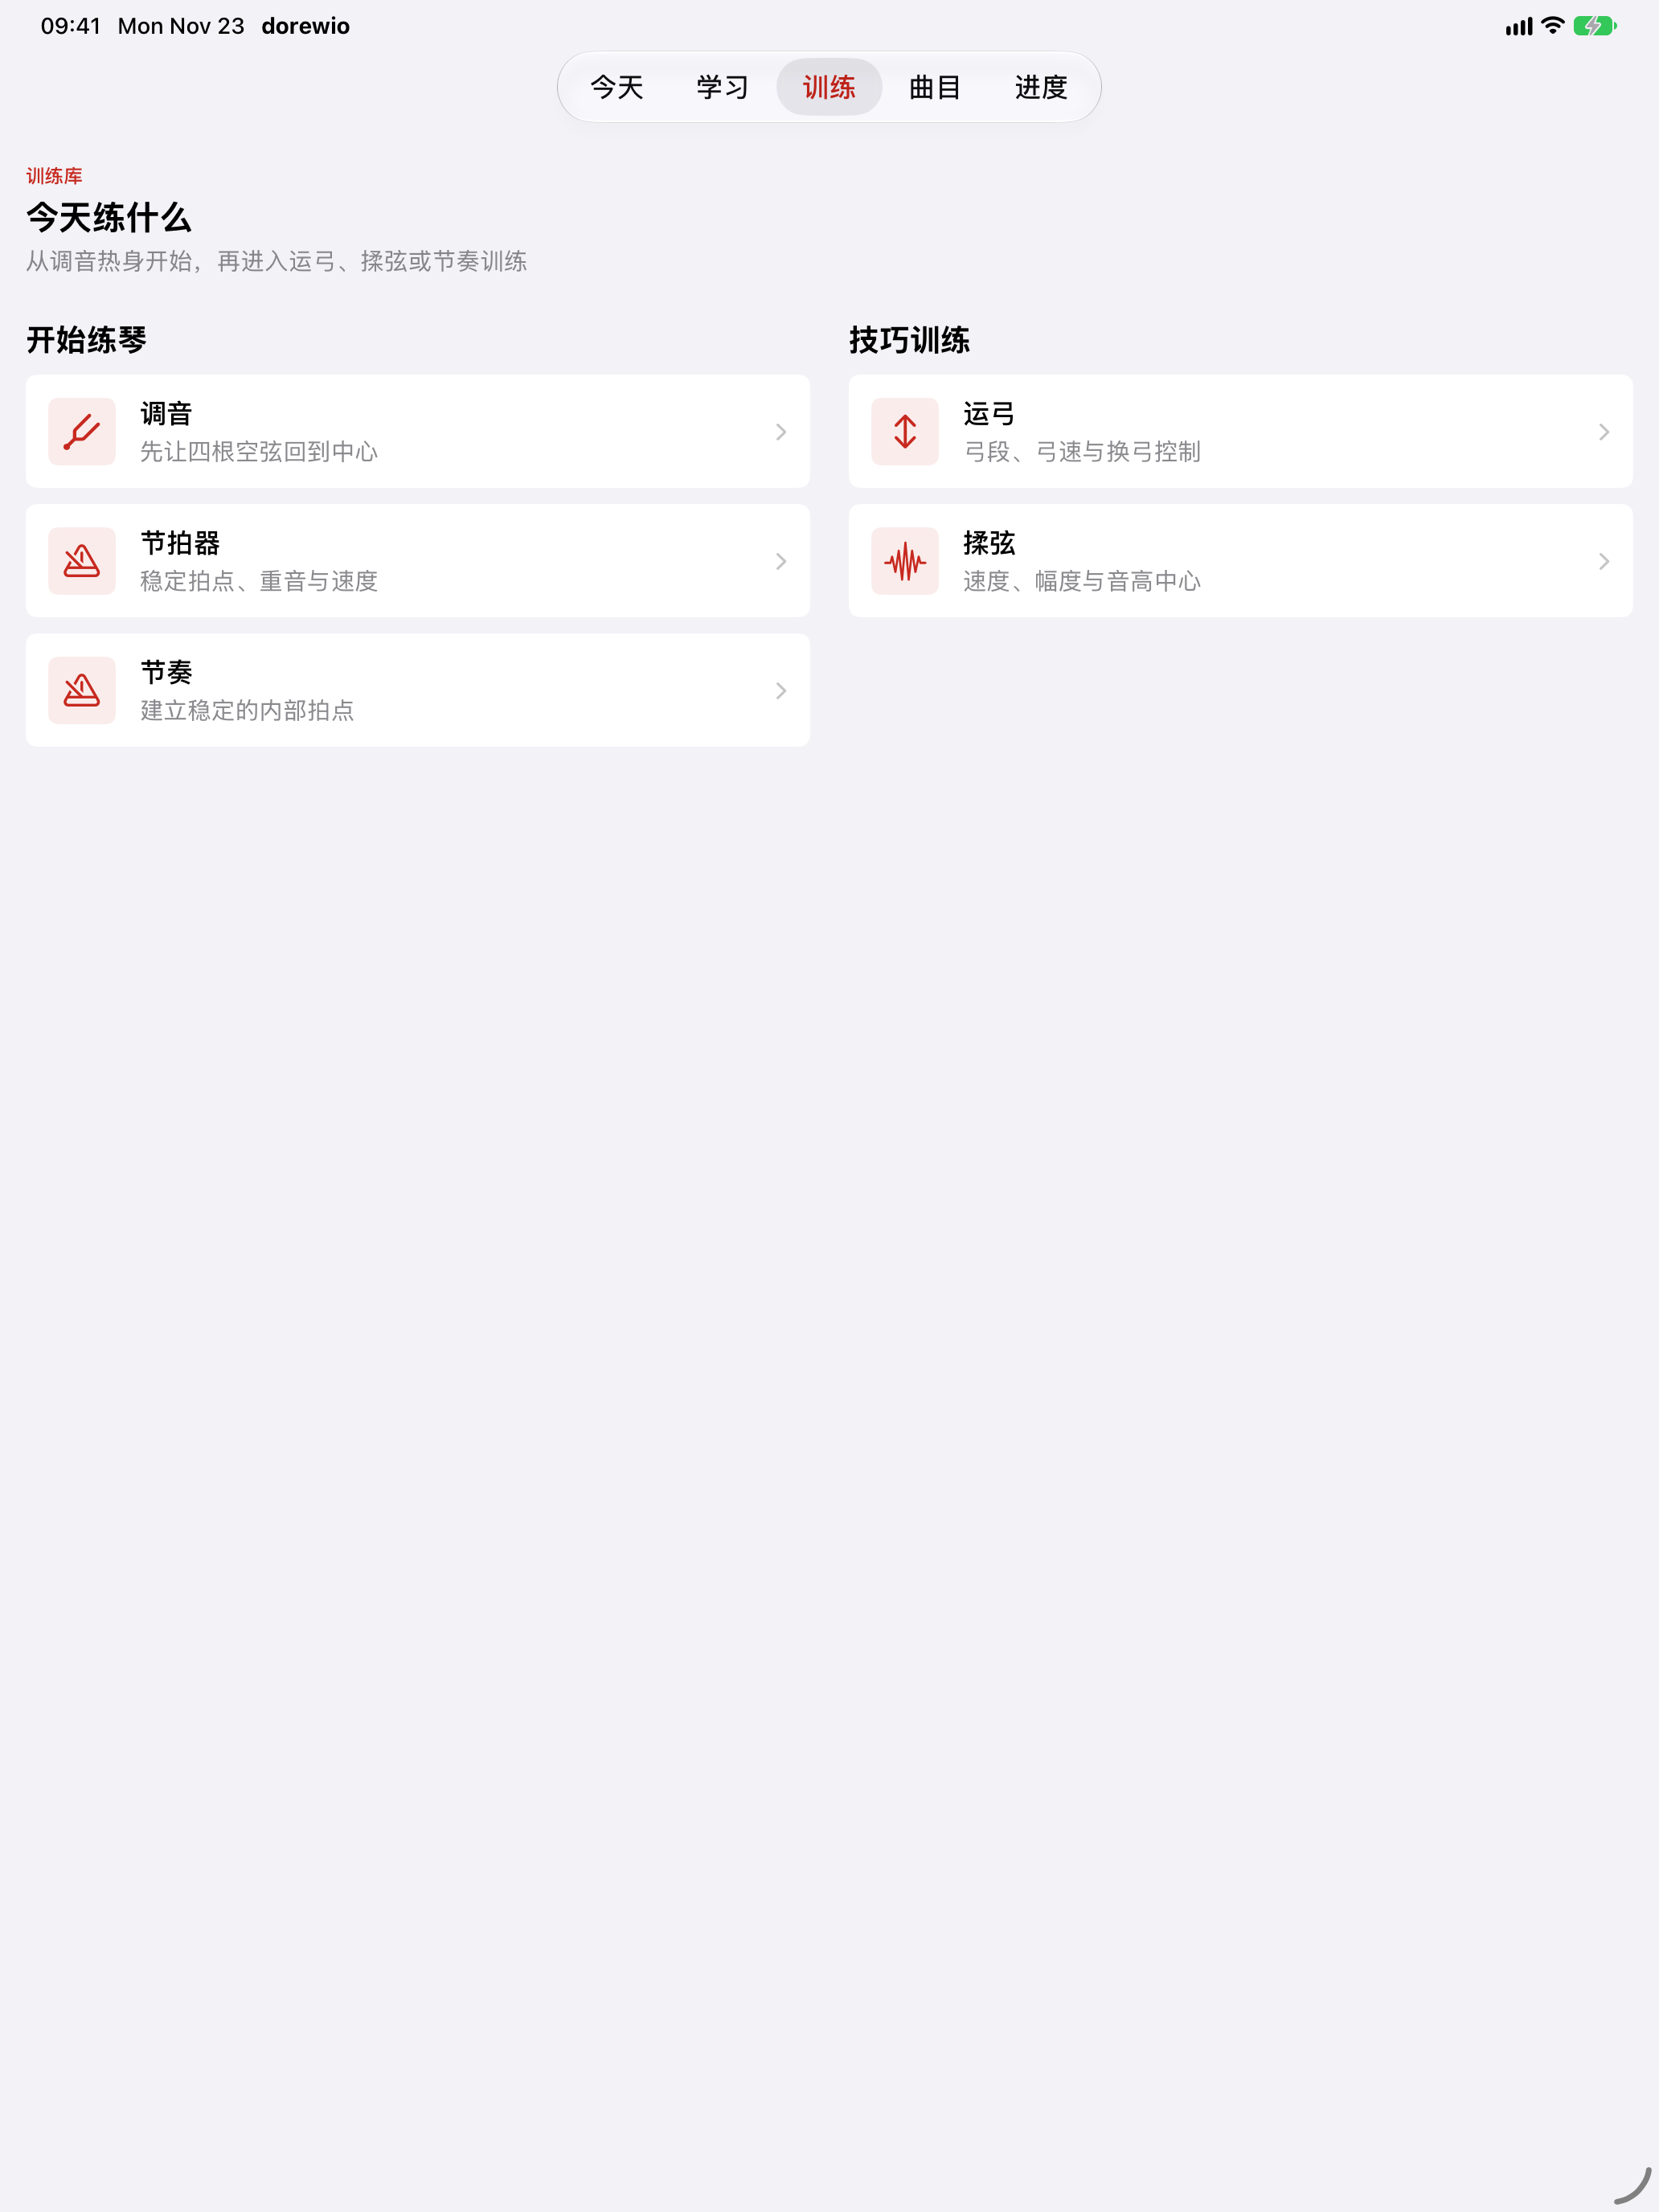 09:41 Mon Nov 23 dorewio
今天 学习 训练 曲目 进度
训练库
今天练什么
从调音热身开始，再进入运弓、揉弦或节奏训练
开始练琴
调音
先让四根空弦回到中心
节拍器
稳定拍点、重音与速度
节奏
建立稳定的内部拍点
技巧训练
运弓
弓段、弓速与换弓控制
揉弦
速度、幅度与音高中心